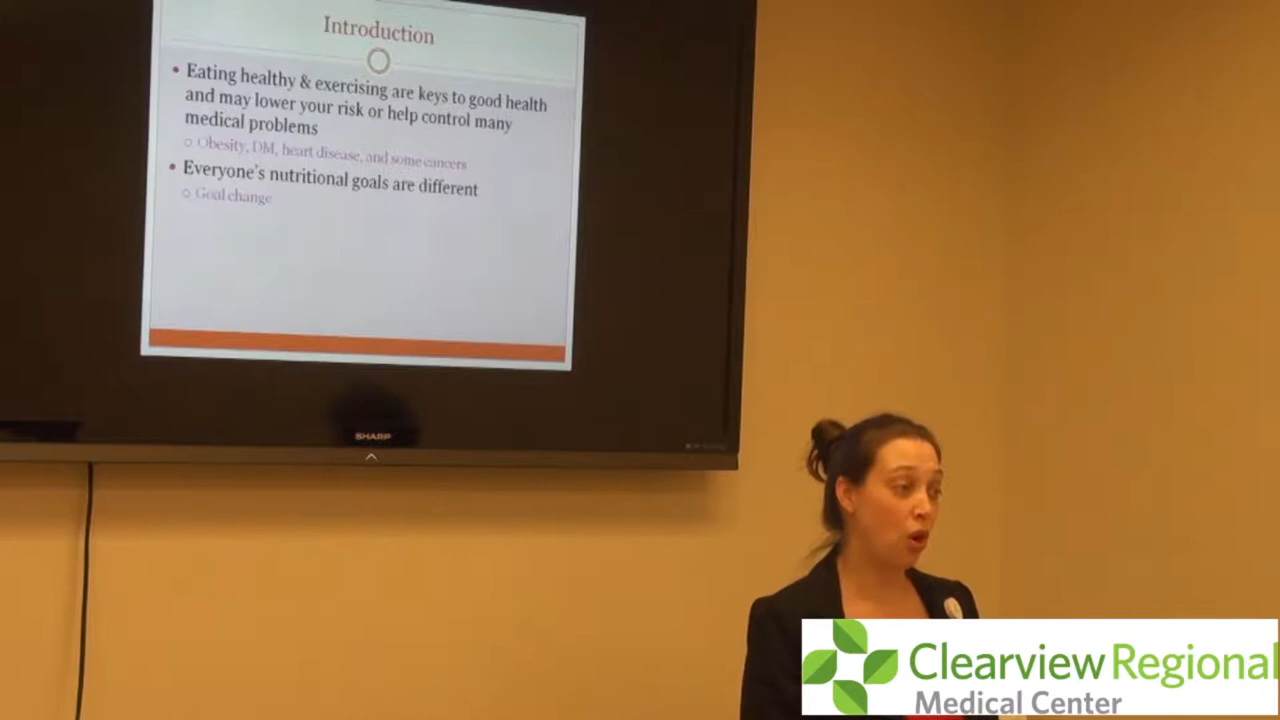 Introduction
• Eating healthy & exercising are keys to good health
and may lower your risk or help control many
medical problems
○ Obesity, DM, heart disease, and some cancers
• Everyone's nutritional goals are different
○ Goal change
SHARP
Clearview Regional
Medical Center